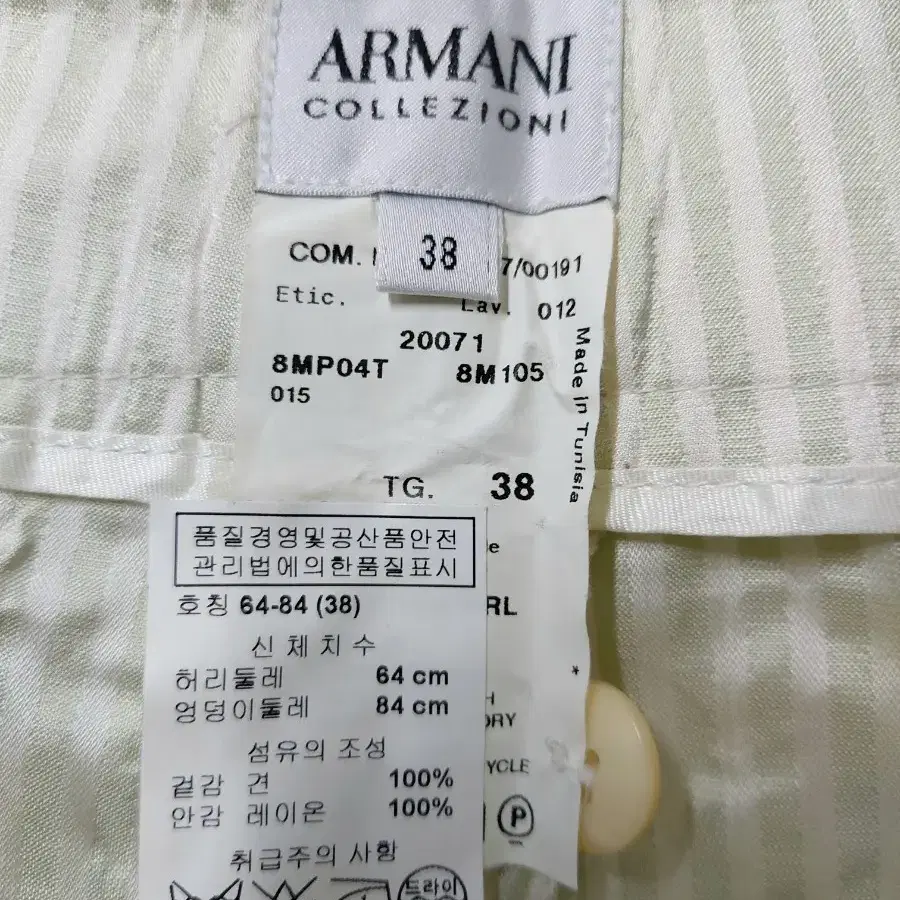 ARMANI
COLLEZIONI
38
COM. 7/00191
Etic. Lav. 012
20071
8MP04T 8M105
015
Made in Tunisia
TG. 38
품질경영및공산품안전
관리법에의한품질표시
호칭 64-84 (38)
신체치수
허리둘레 64 cm
엉덩이둘레 84 cm
섬유의 조성
겉감 견 100%
안감 레이온 100%
취급주의 사항
드라이
RL
*
DRY
YCLE
P